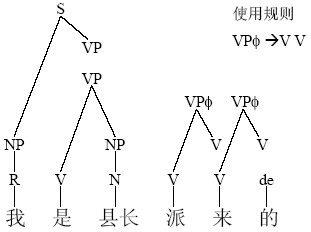 S
使用规则
VP
VPϕ→V V
VP
VPϕ VPϕ
NP NP V V
R V N V V de
我 是 县长 派 来 的